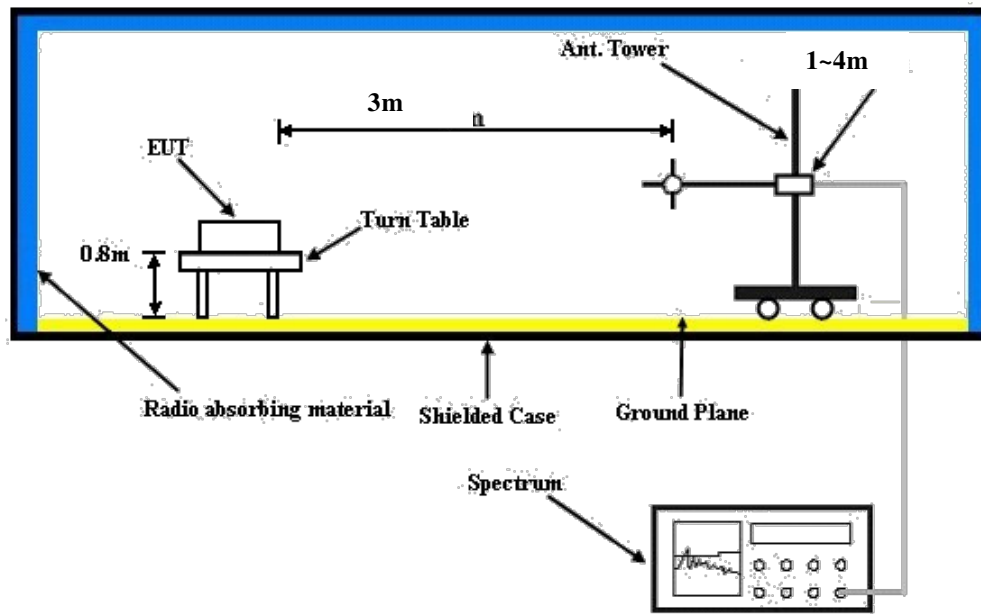 Ant. Tower
1~4m
3m
n
EUT
Turn Table
0.8m
Radio absorbing material
Shielded Case
Ground Plane
Spectrum